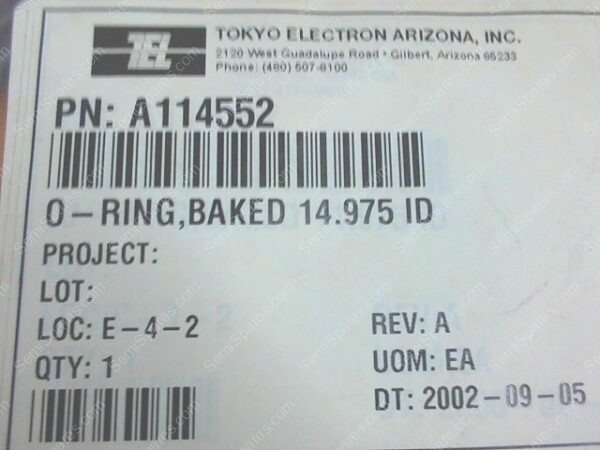 TEL
TOKYO ELECTRON ARIZONA, INC.
2120 West Guadalupe Road • Gilbert, Arizona 85233
Phone: (480) 507-8100
PN: A114552
O-RING,BAKED 14.975 ID
PROJECT:
LOT:
LOC: E-4-2
REV: A
QTY: 1
UOM: EA
DT: 2002-09-05